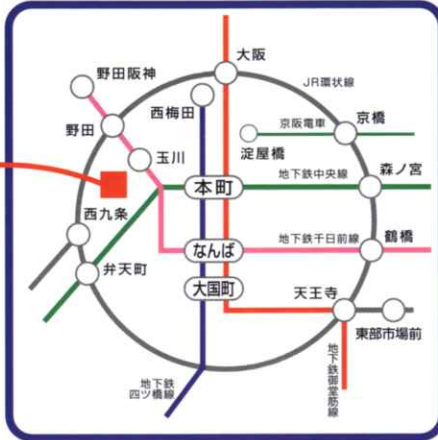 大阪
野田阪神
JR環状線
西梅田
京阪電車
京橋
野田
淀屋橋
玉川
地下鉄中央線
森ノ宮
本町
西九条
地下鉄千日前線
鶴橋
なんば
弁天町
大国町
天王寺
東部市場前
地下鉄
四ツ橋線
地下鉄御堂筋線